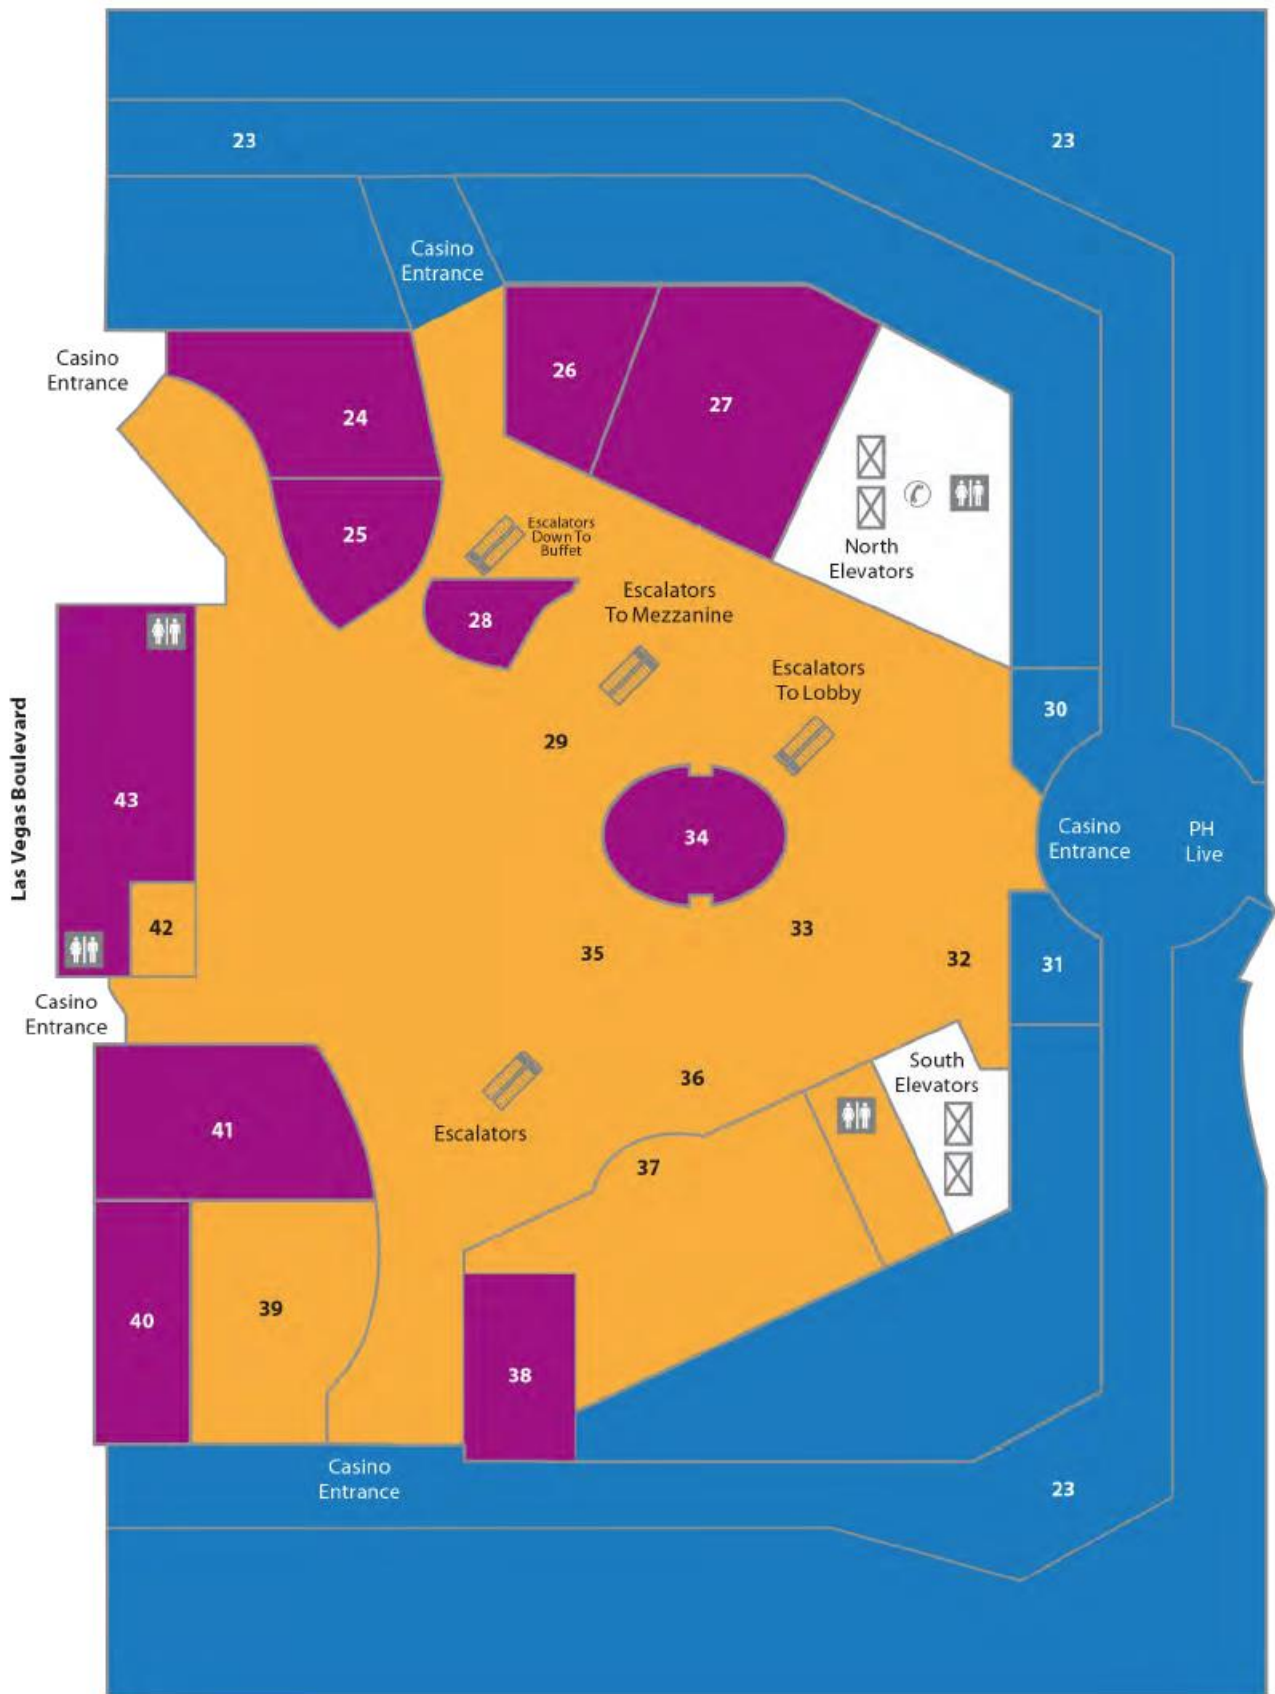 23
23
Casino
Entrance
Casino
Entrance
26
27
24
25
Escalators
Down To
Buffet
North
Elevators
Escalators
To Mezzanine
28
Escalators
To Lobby
30
29
Las Vegas Boulevard
43
34
Casino
Entrance
PH
Live
42
33
35
32
31
Casino
Entrance
36
South
Elevators
41
Escalators
37
39
40
38
Casino
Entrance
23